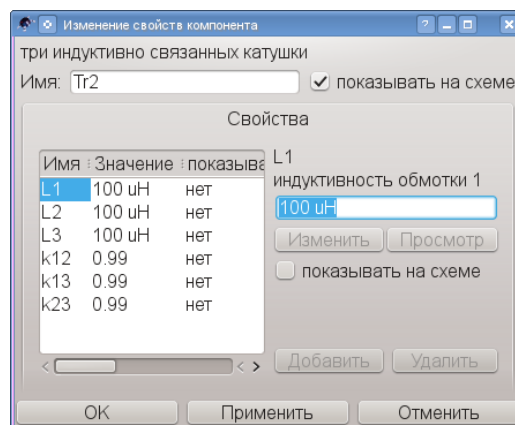 Изменение свойств компонента
три индуктивно связанных катушки
Имя: Tr2 показывать на схеме
Свойства
Имя Значение показыва
L1 100 uH нет
L2 100 uH нет
L3 100 uH нет
k12 0.99 нет
k13 0.99 нет
k23 0.99 нет
L1
индуктивность обмотки 1
100 uH
Изменить Просмотр
показывать на схеме
Добавить Удалить
OK Применить Отменить